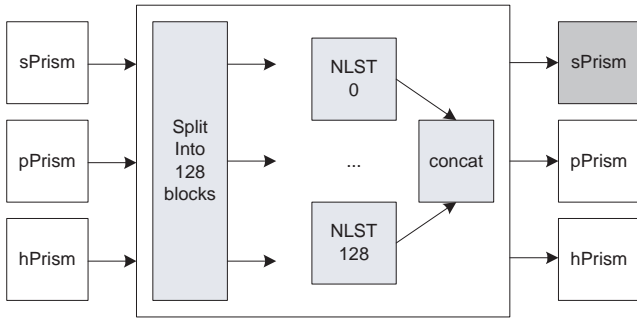 sPrism
pPrism
hPrism
Split
Into
128
blocks
NLST
0
...
NLST
128
concat
sPrism
pPrism
hPrism